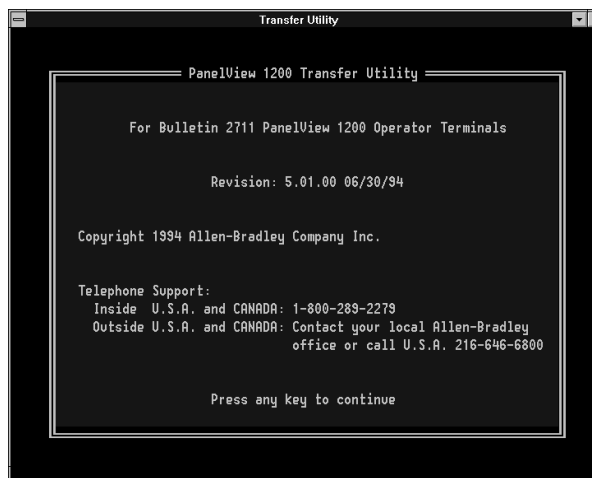 Transfer Utility
PanelView 1200 Transfer Utility
For Bulletin 2711 PanelView 1200 Operator Terminals
Revision: 5.01.00 06/30/94
Copyright 1994 Allen-Bradley Company Inc.
Telephone Support:
Inside U.S.A. and CANADA: 1-800-289-2279
Outside U.S.A. and CANADA: Contact your local Allen-Bradley
office or call U.S.A. 216-646-6800
Press any key to continue